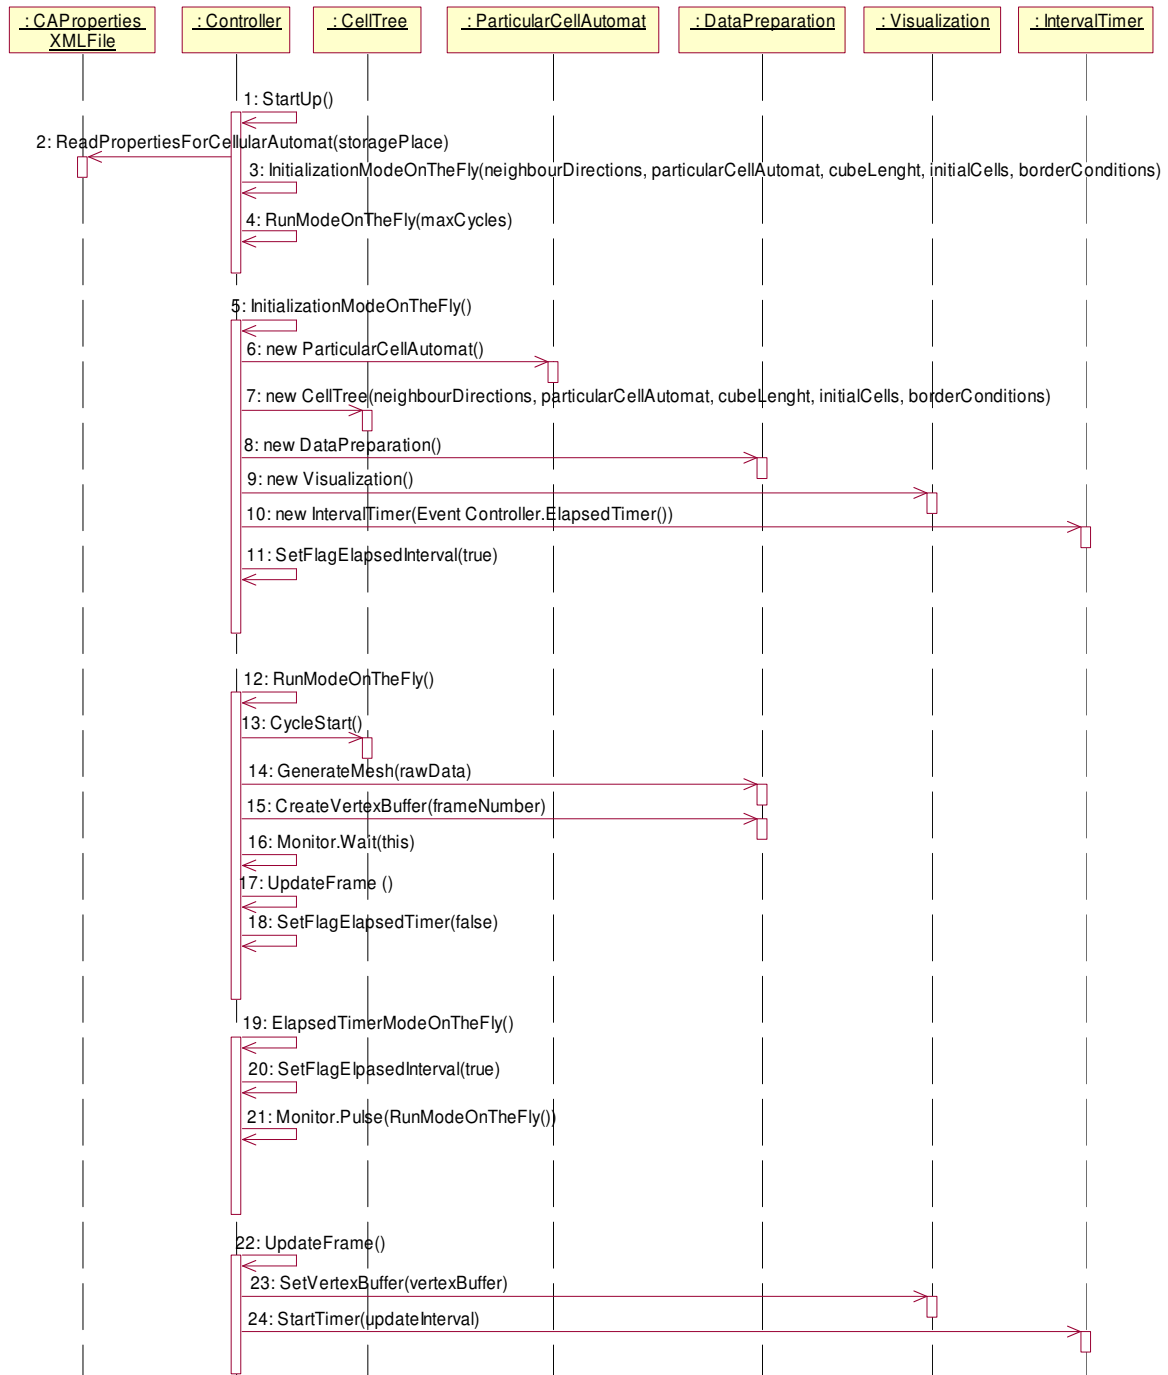 : CAProperties
XMLFile
: Controller
: CellTree
: ParticularCellAutomat
: DataPreparation
: Visualization
: IntervalTimer
1: StartUp()
2: ReadPropertiesForCellularAutomat(storagePlace)
3: InitializationModeOnTheFly(neighbourDirections, particularCellAutomat, cubeLenght, initialCells, borderConditions)
4: RunModeOnTheFly(maxCycles)
5: InitializationModeOnTheFly()
6: new ParticularCellAutomat()
7: new CellTree(neighbourDirections, particularCellAutomat, cubeLenght, initialCells, borderConditions)
8: new DataPreparation()
9: new Visualization()
10: new IntervalTimer(Event Controller.ElapsedTimer())
11: SetFlagElapsedInterval(true)
12: RunModeOnTheFly()
13: CycleStart()
14: GenerateMesh(rawData)
15: CreateVertexBuffer(frameNumber)
16: Monitor.Wait(this)
17: UpdateFrame ()
18: SetFlagElapsedTimer(false)
19: ElapsedTimerModeOnTheFly()
20: SetFlagElpasedInterval(true)
21: Monitor.Pulse(RunModeOnTheFly())
22: UpdateFrame()
23: SetVertexBuffer(vertexBuffer)
24: StartTimer(updateInterval)